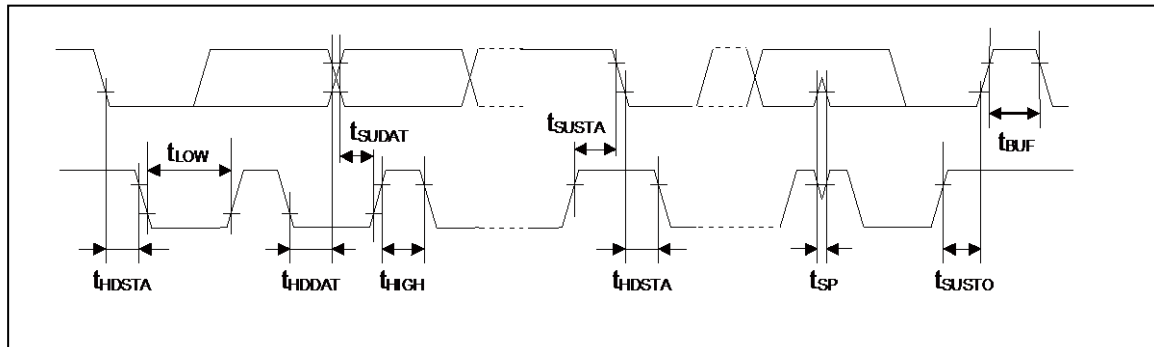 tSUDAT
tSUSTA
tBUF
tLOW
tHDSTA
tHDDAT
tHIGH
tHDSTA
tSP
tSUSTO